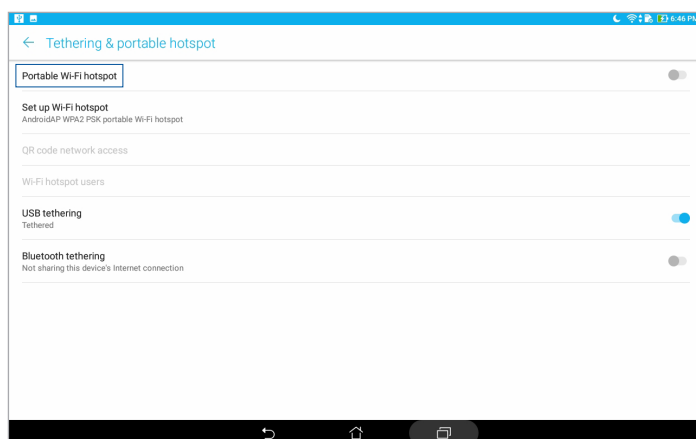 6:46 PM
Tethering & portable hotspot
Portable Wi-Fi hotspot
Set up Wi-Fi hotspot
AndroidAP WPA2 PSK portable Wi-Fi hotspot
QR code network access
Wi-Fi hotspot users
USB tethering
Tethered
Bluetooth tethering
Not sharing this device's Internet connection